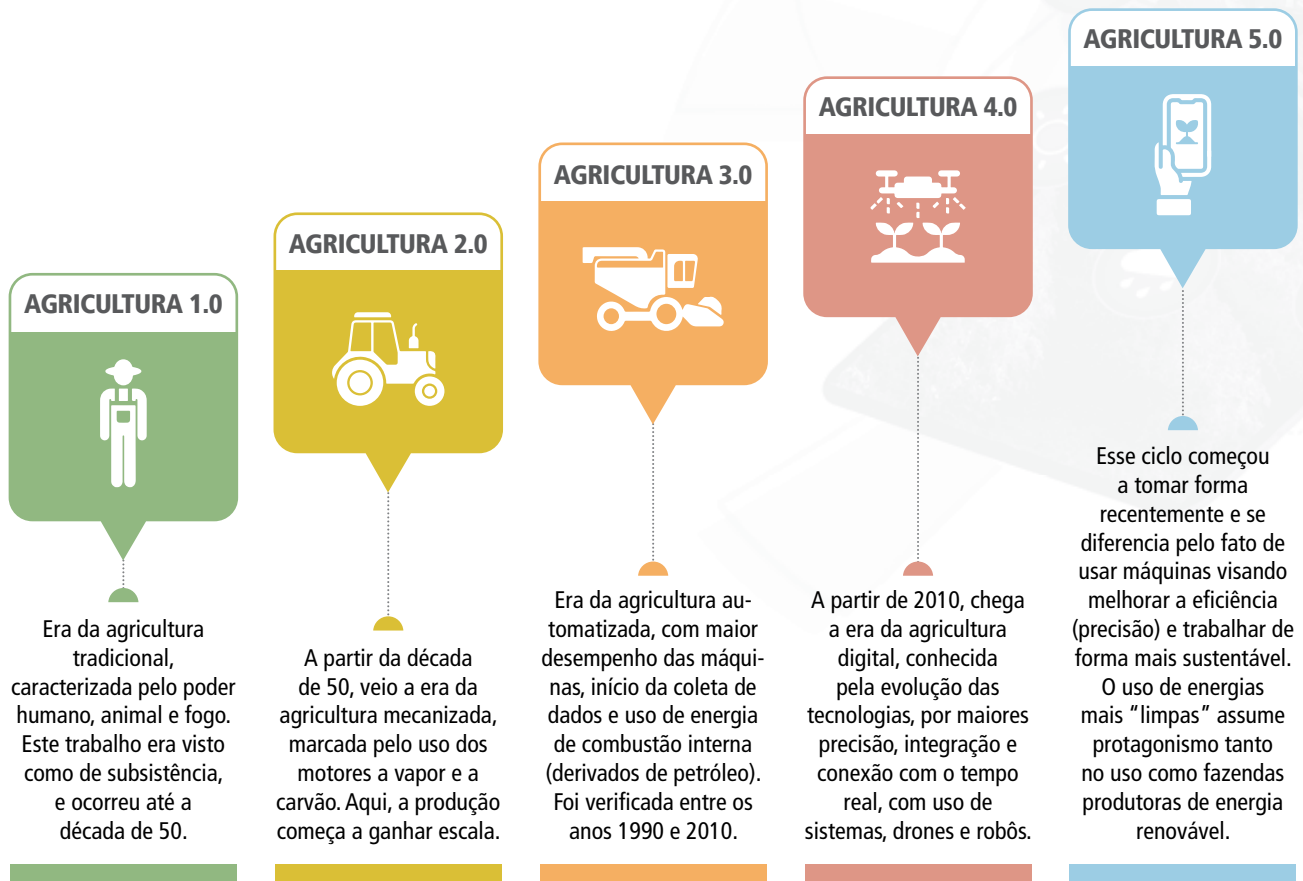 AGRICULTURA 1.0
Era da agricultura
tradicional,
caracterizada pelo poder
humano, animal e fogo.
Este trabalho era visto
como de subsistência,
e ocorreu até a
década de 50.
AGRICULTURA 2.0
A partir da década
de 50, veio a era da
agricultura mecanizada,
marcada pelo uso dos
motores a vapor e a
carvão. Aqui, a produção
começa a ganhar escala.
AGRICULTURA 3.0
Era da agricultura au-
tomatizada, com maior
desempenho das máqui-
nas, início da coleta de
dados e uso de energia
de combustão interna
(derivados de petróleo).
Foi verificada entre os
anos 1990 e 2010.
AGRICULTURA 4.0
A partir de 2010, chega
a era da agricultura
digital, conhecida
pela evolução das
tecnologias, por maiores
precisão, integração e
conexão com o tempo
real, com uso de
sistemas, drones e robôs.
AGRICULTURA 5.0
Esse ciclo começou
a tomar forma
recentemente e se
diferencia pelo fato de
usar máquinas visando
melhorar a eficiência
(precisão) e trabalhar de
forma mais sustentável.
O uso de energias
mais “limpas” assume
protagonismo tanto
no uso como fazendas
produtoras de energia
renovável.